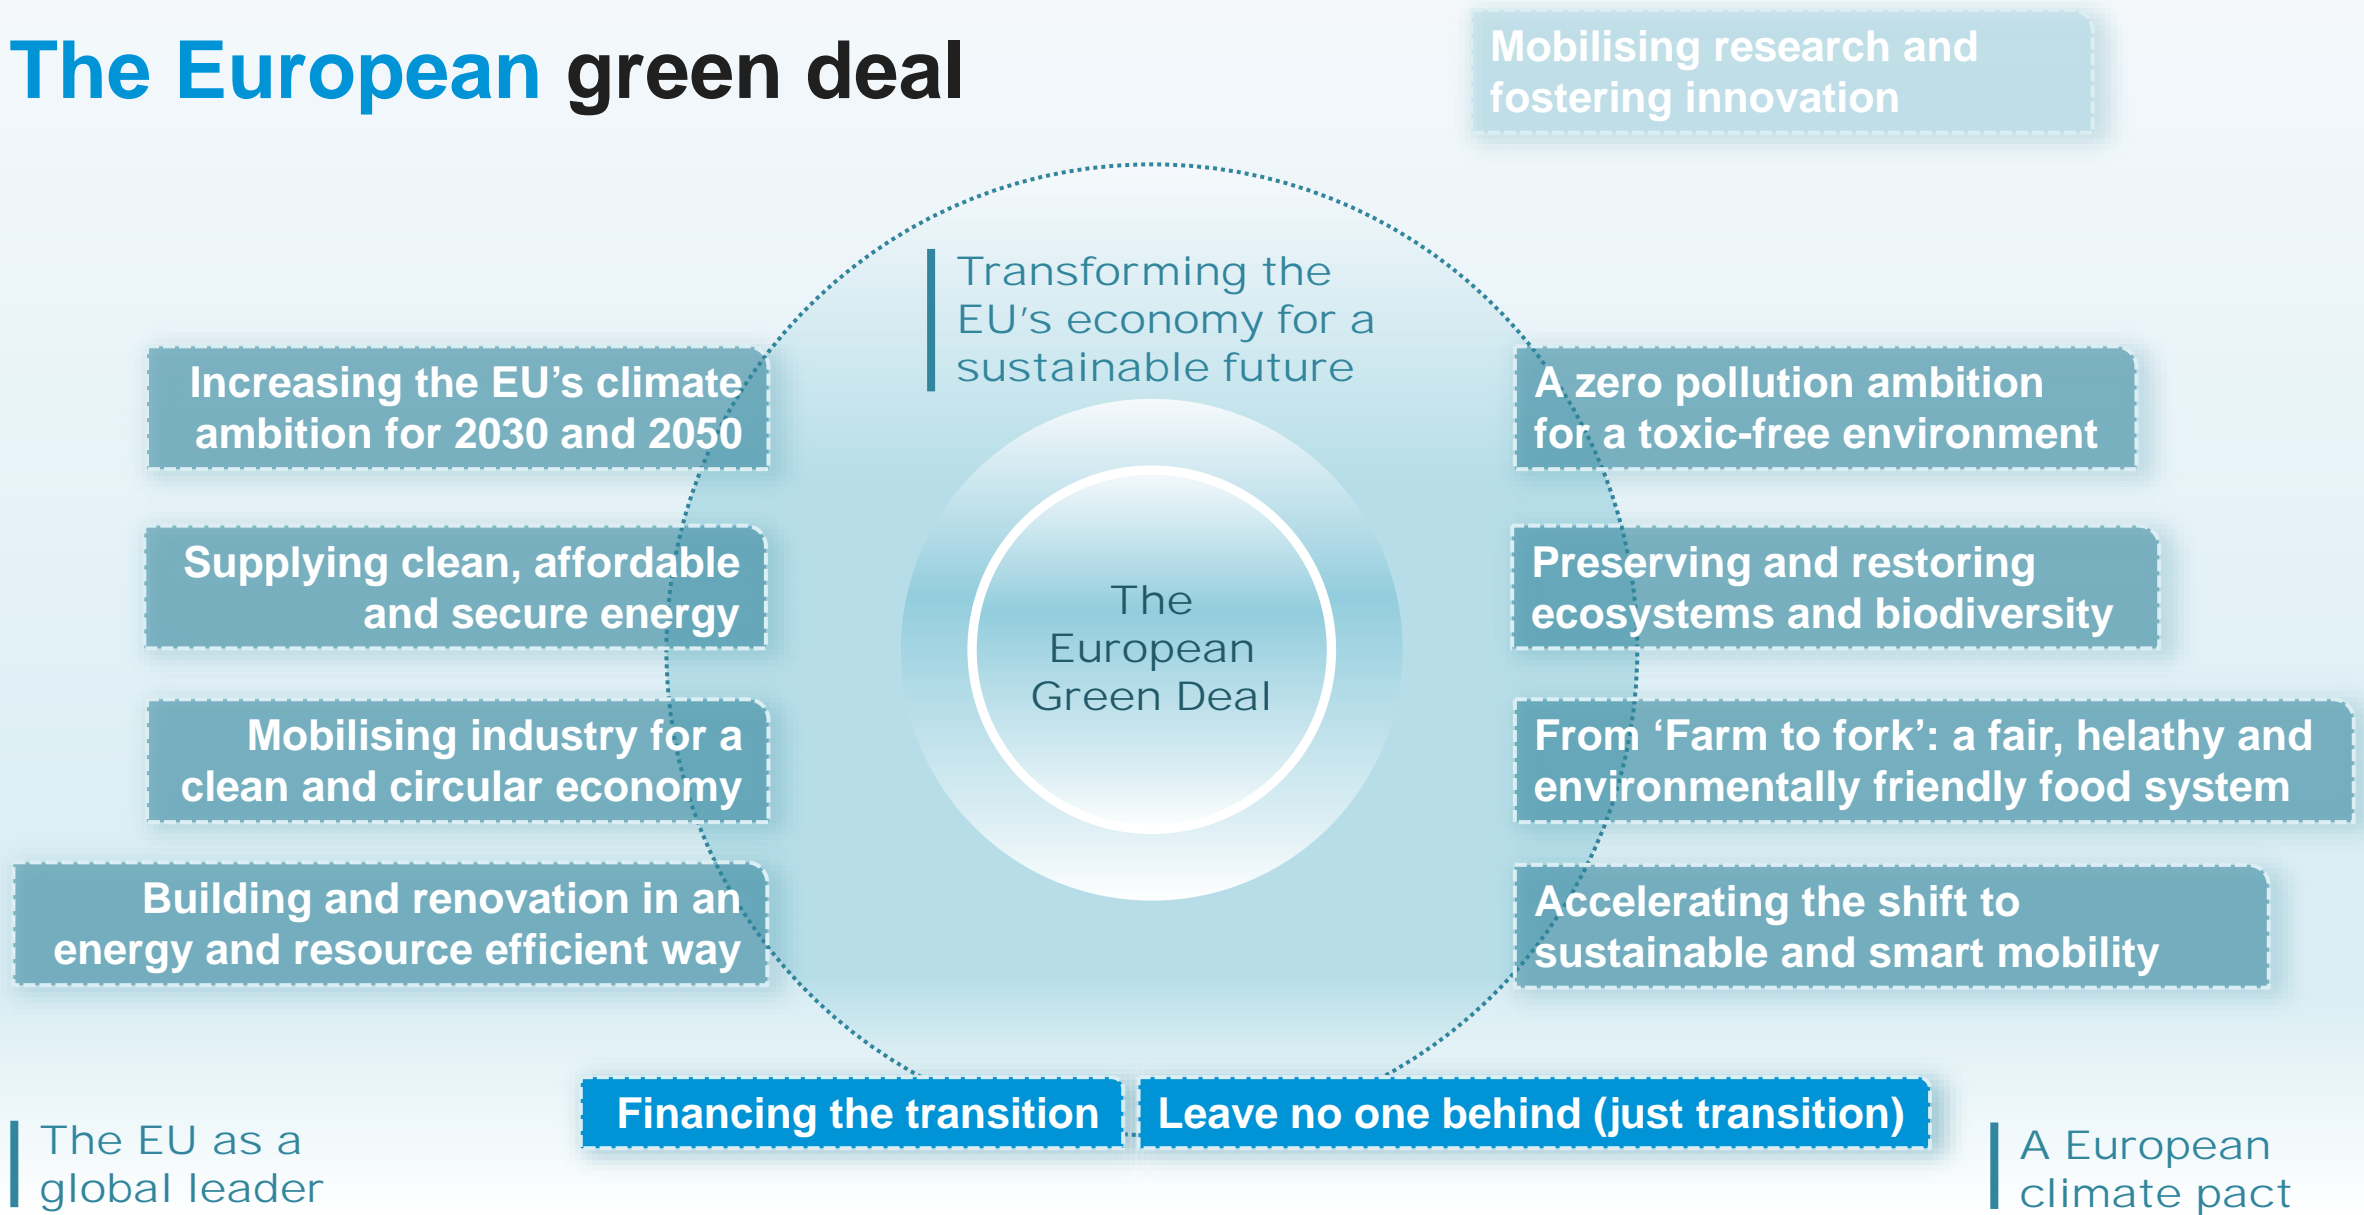 The European green deal
Mobilising research and
fostering innovation
Transforming the
EU's economy for a
sustainable future
Increasing the EU’s climate
ambition for 2030 and 2050
Supplying clean, affordable
and secure energy
Mobilising industry for a
clean and circular economy
Building and renovation in an
energy and resource efficient way
The
European
Green Deal
A zero pollution ambition
for a toxic-free environment
Preserving and restoring
ecosystems and biodiversity
From ‘Farm to fork’: a fair, helathy and
environmentally friendly food system
Accelerating the shift to
sustainable and smart mobility
Financing the transition
Leave no one behind (just transition)
The EU as a
global leader
A European
climate pact